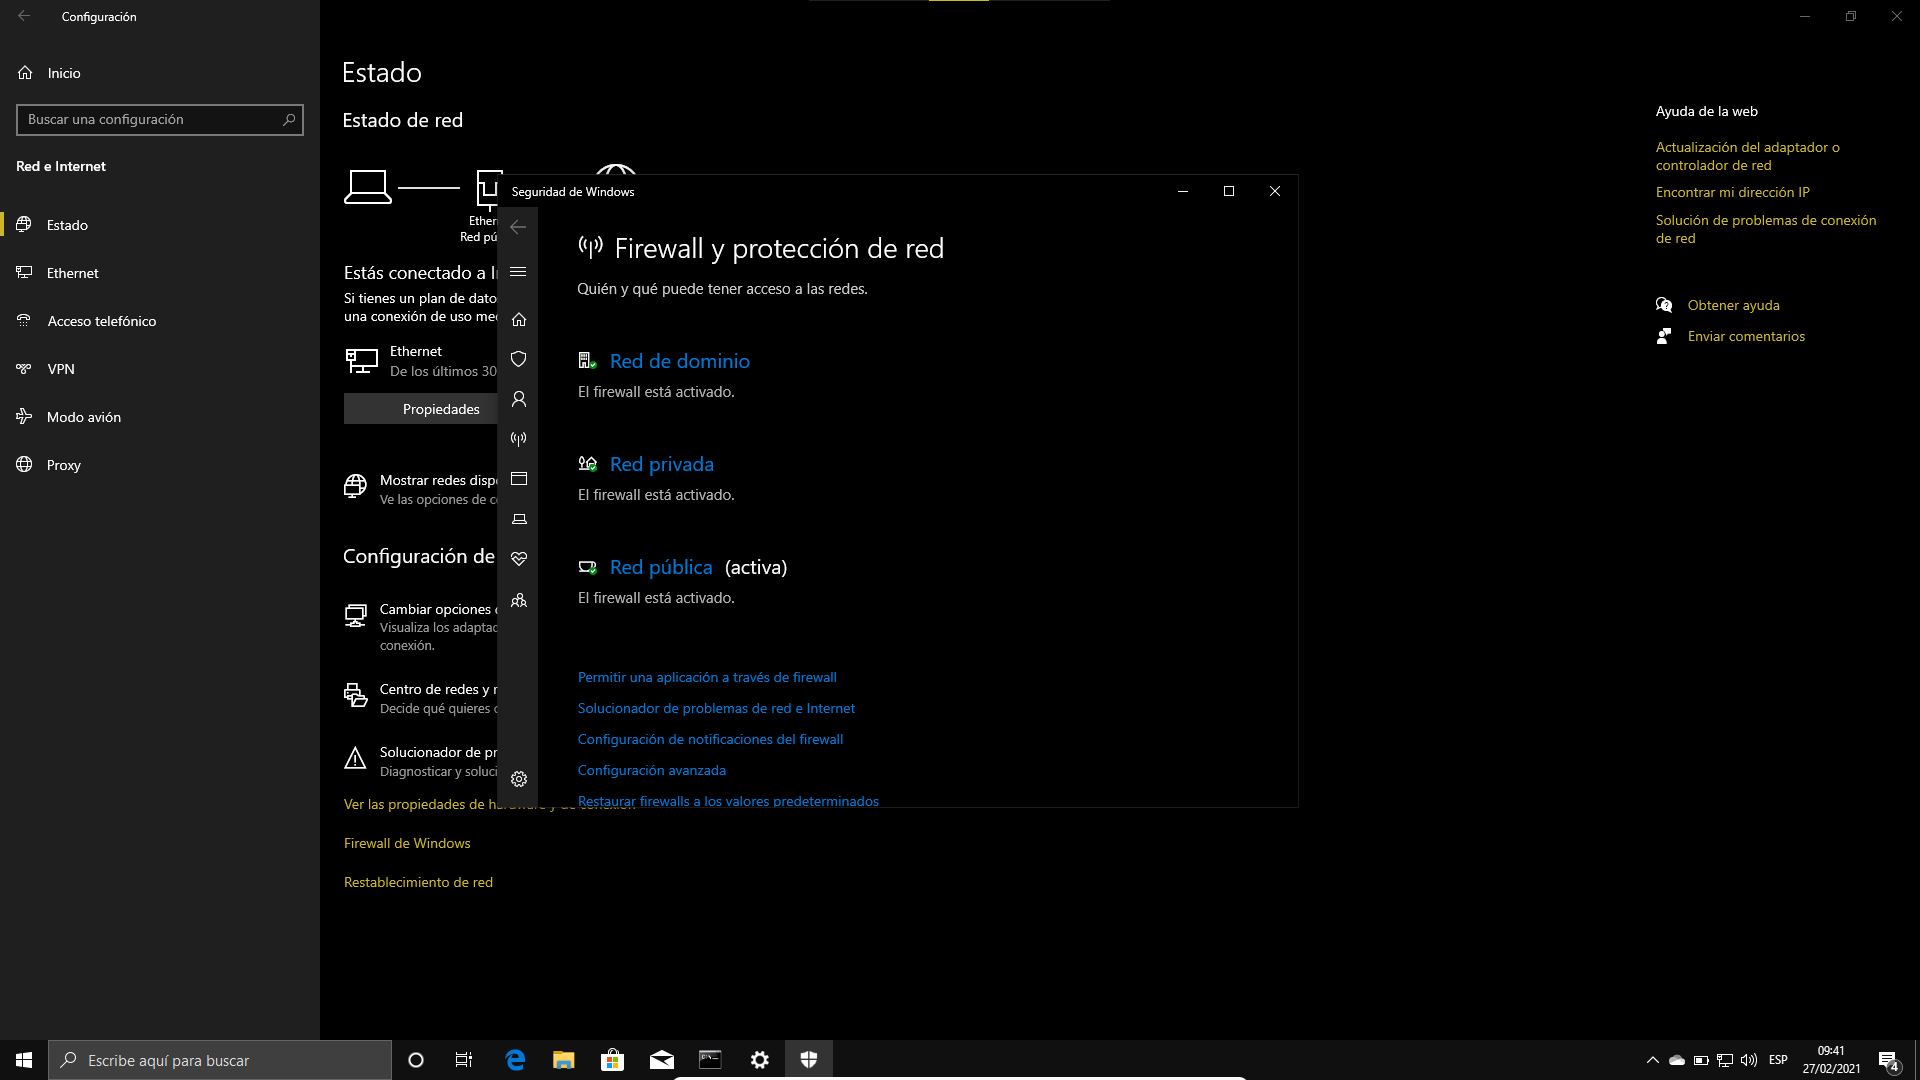 Configuración
Inicio
Buscar una configuración
Red e Internet
Estado
Ethernet
Acceso telefónico
VPN
Modo avión
Proxy
Estado
Estado de red
Ether
Red pú
Estás conectado a I
Si tienes un plan de datos
una conexión de uso med
Ethernet
De los últimos 30
Propiedades
Mostrar redes dispo
Ve las opciones de co
Configuración de
Cambiar opciones d
Visualiza los adaptad
conexión.
Centro de redes y r
Decide qué quieres c
Solucionador de pr
Diagnosticar y soluci
Ver las propiedades de hardware y de conexión
Firewall de Windows
Restablecimiento de red
Seguridad de Windows
Firewall y protección de red
Quién y qué puede tener acceso a las redes.
Red de dominio
El firewall está activado.
Red privada
El firewall está activado.
Red pública (activa)
El firewall está activado.
Permitir una aplicación a través de firewall
Solucionador de problemas de red e Internet
Configuración de notificaciones del firewall
Configuración avanzada
Restaurar firewalls a los valores predeterminados
Ayuda de la web
Actualización del adaptador o
controlador de red
Encontrar mi dirección IP
Solución de problemas de conexión
de red
Obtener ayuda
Enviar comentarios
Escribe aquí para buscar
ESP
09:41
27/02/2021
4